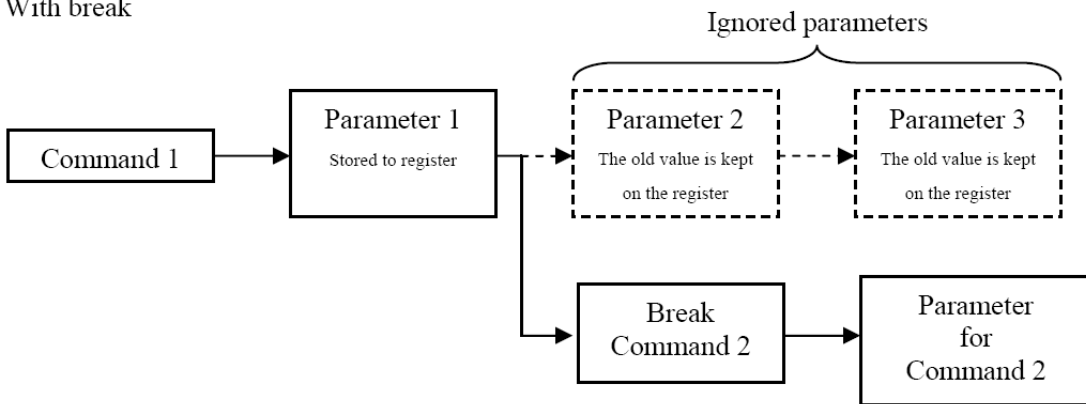 With break
Ignored parameters
Command 1
Parameter 1
Stored to register
Parameter 2
The old value is kept
on the register
Parameter 3
The old value is kept
on the register
Break
Command 2
Parameter
for
Command 2